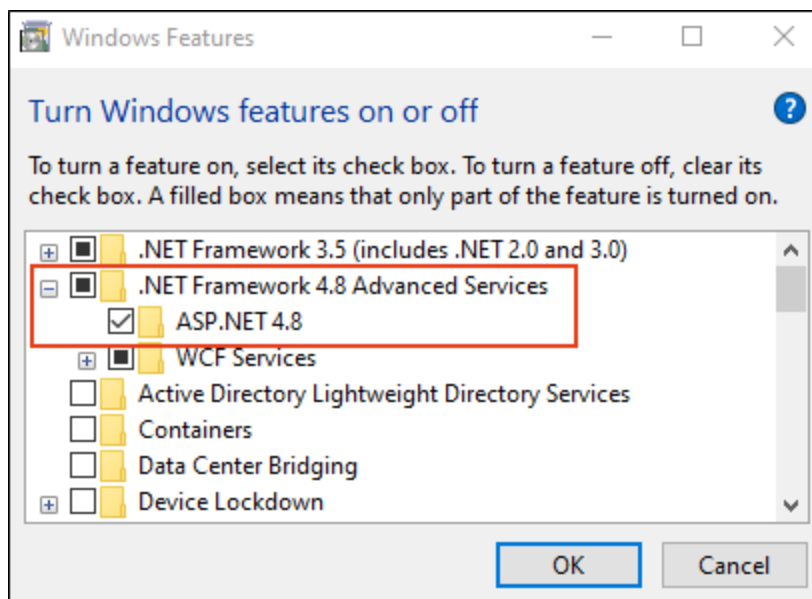 Windows Features
Turn Windows features on or off
?
To turn a feature on, select its check box. To turn a feature off, clear its
check box. A filled box means that only part of the feature is turned on.
.NET Framework 3.5 (includes .NET 2.0 and 3.0)
.NET Framework 4.8 Advanced Services
ASP.NET 4.8
WCF Services
Active Directory Lightweight Directory Services
Containers
Data Center Bridging
Device Lockdown
OK Cancel